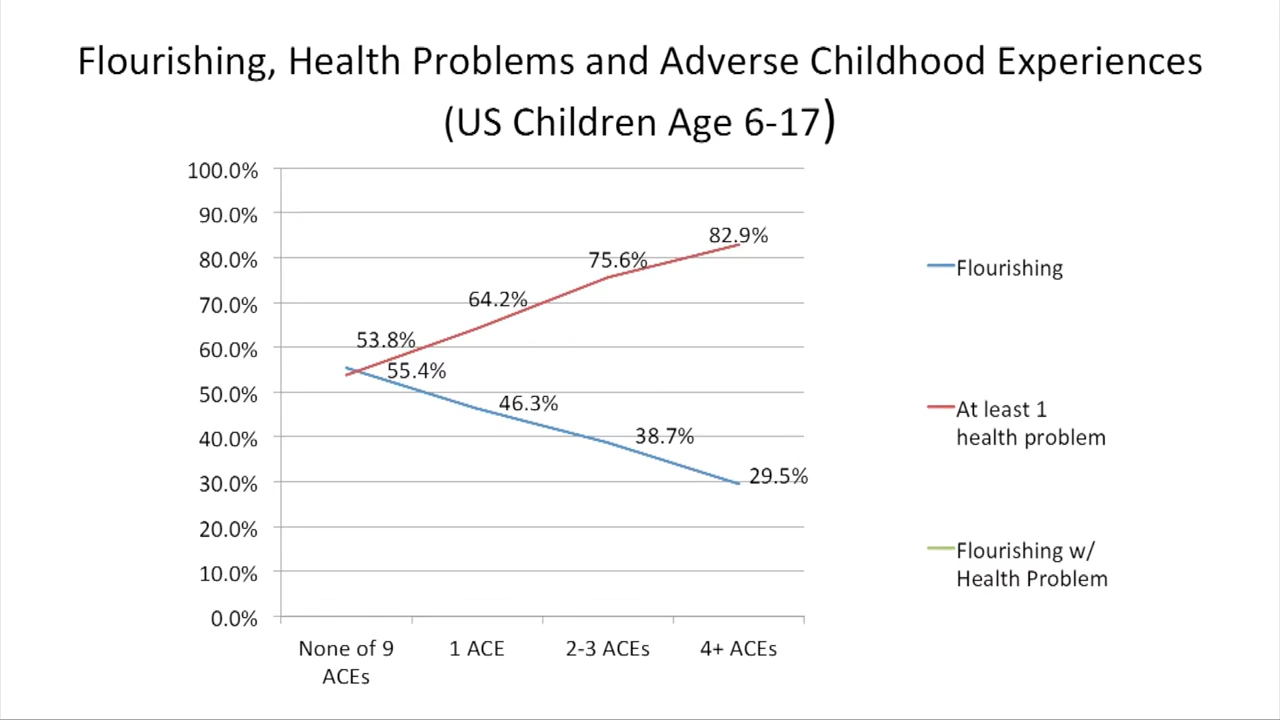 Flourishing, Health Problems and Adverse Childhood Experiences
(US Children Age 6-17)
100.0%
90.0%
80.0%
70.0%
60.0%
50.0%
40.0%
30.0%
20.0%
10.0%
0.0%
82.9%
75.6%
64.2%
53.8%
55.4%
46.3%
38.7%
29.5%
None of 9
ACEs
1 ACE
2-3 ACEs
4+ ACEs
Flourishing
At least 1
health problem
Flourishing w/
Health Problem